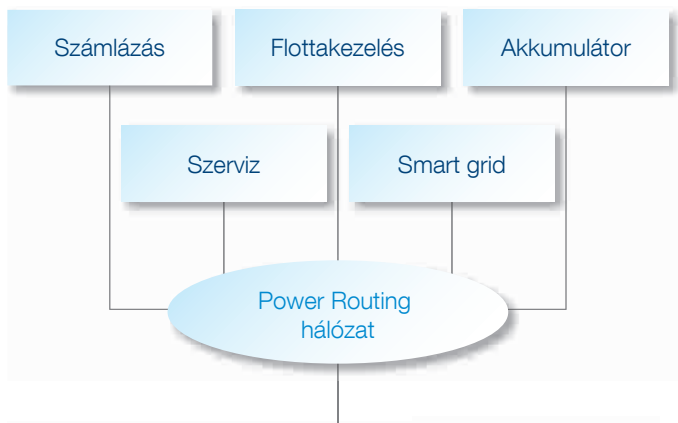 Számlázás
Flottakezelés
Akkumulátor
Szerviz
Smart grid
Power Routing
hálózat